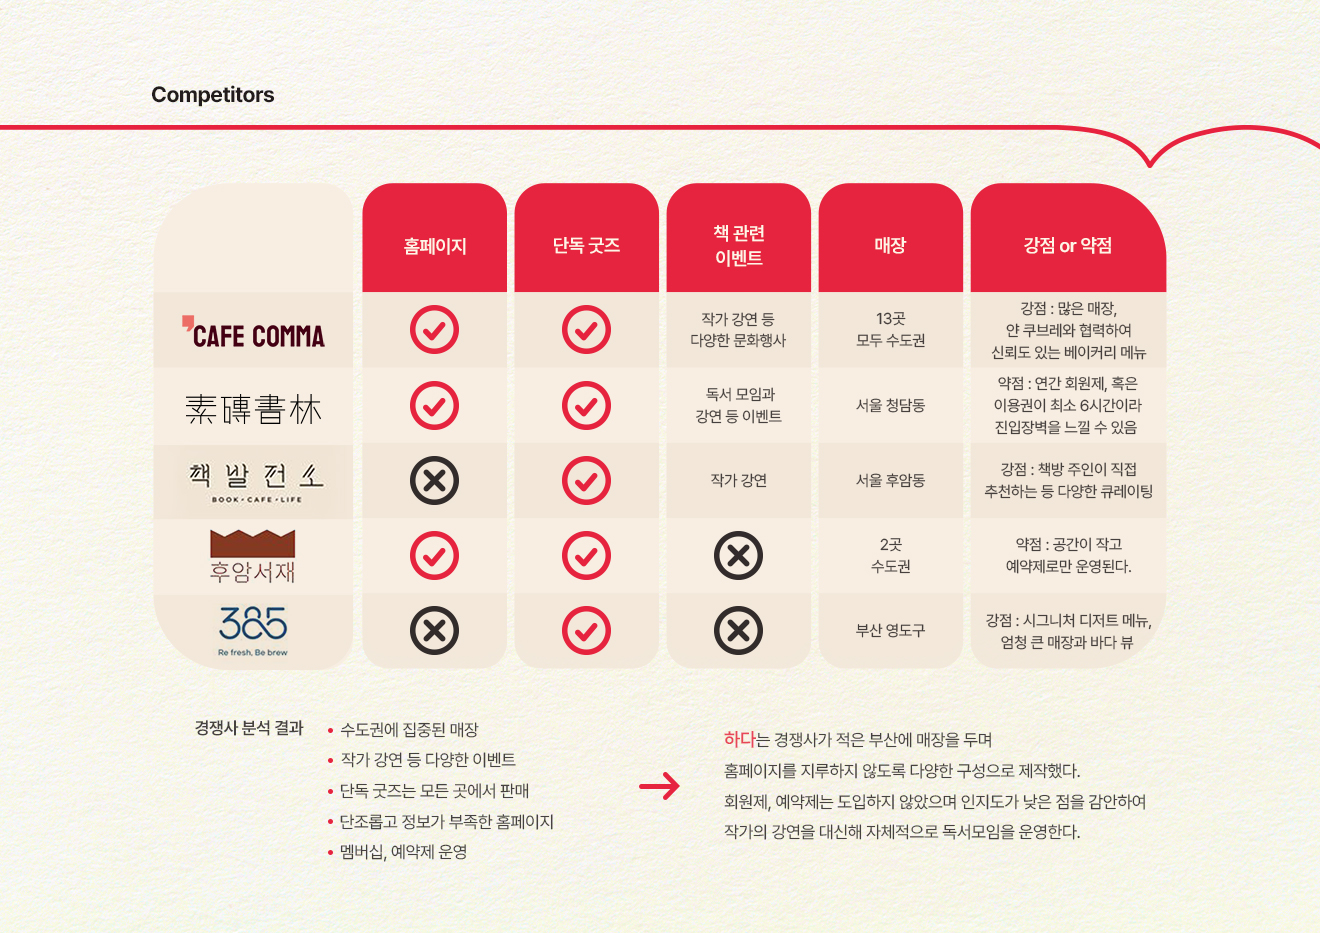 Competitors
홈페이지
단독 굿즈
책 관련
이벤트
매장
강점 or 약점
CAFE COMMA
작가 강연 등
다양한 문화행사
13곳
모두 수도권
강점 : 많은 매장,
얀 쿠브레와 협력하여
신뢰도 있는 베이커리 메뉴
素磚書林
독서 모임과
강연 등 이벤트
서울 청담동
약점 : 연간 회원제, 혹은
이용권이 최소 6시간이라
진입장벽을 느낄 수 있음
책발전소
BOOK · CAFE · LIFE
작가 강연
서울 후암동
강점 : 책방 주인이 직접
추천하는 등 다양한 큐레이팅
후암서재
2곳
수도권
약점 : 공간이 작고
예약제로만 운영된다.
385
Re fresh, Be brew
부산 영도구
강점 : 시그니처 디저트 메뉴,
엄청 큰 매장과 바다 뷰
경쟁사 분석 결과
• 수도권에 집중된 매장
• 작가 강연 등 다양한 이벤트
• 단독 굿즈는 모든 곳에서 판매
• 단조롭고 정보가 부족한 홈페이지
• 멤버십, 예약제 운영
하다는 경쟁사가 적은 부산에 매장을 두며
홈페이지를 지루하지 않도록 다양한 구성으로 제작했다.
회원제, 예약제는 도입하지 않았으며 인지도가 낮은 점을 감안하여
작가의 강연을 대신해 자체적으로 독서모임을 운영한다.